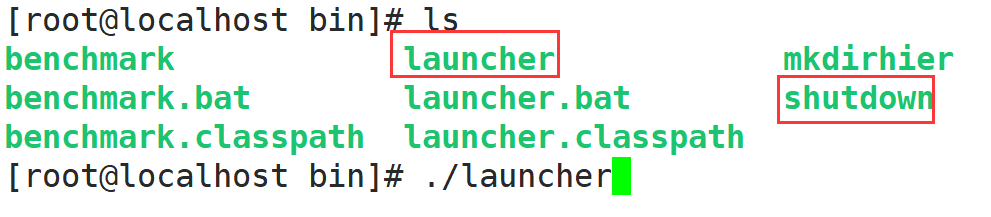 [root@localhost bin]# ls
benchmark launcher mkdirhier
benchmark.bat launcher.bat shutdown
benchmark.classpath launcher.classpath
[root@localhost bin]# ./launcher